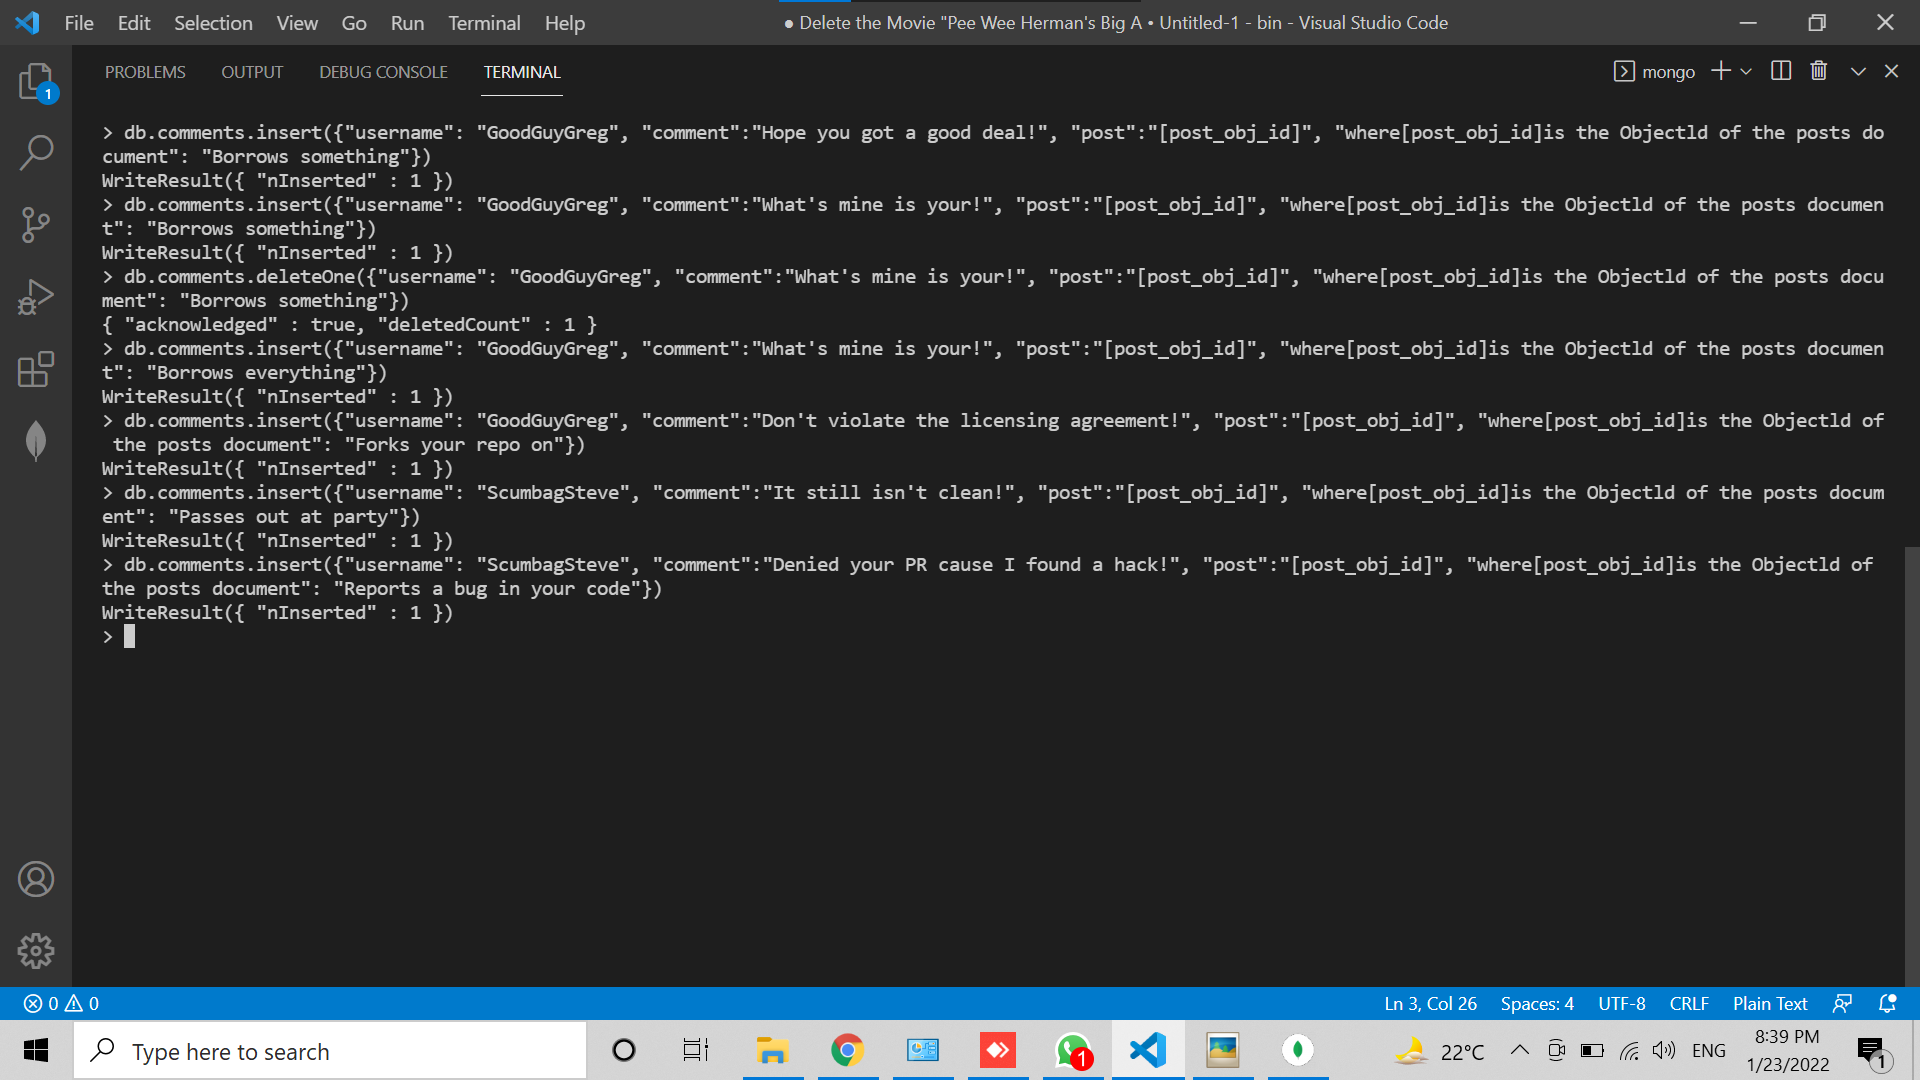 File Edit Selection View Go Run Terminal Help
● Delete the Movie "Pee Wee Herman's Big A • Untitled-1 - bin - Visual Studio Code
PROBLEMS OUTPUT DEBUG CONSOLE TERMINAL
mongo
1
> db.comments.insert({"username": "GoodGuyGreg", "comment":"Hope you got a good deal!", "post":"[post_obj_id]", "where[post_obj_id]is the Objectld of the posts do
cument": "Borrows something"})
WriteResult({ "nInserted" : 1 })
> db.comments.insert({"username": "GoodGuyGreg", "comment":"What's mine is your!", "post":"[post_obj_id]", "where[post_obj_id]is the Objectld of the posts documen
t": "Borrows something"})
WriteResult({ "nInserted" : 1 })
> db.comments.deleteOne({"username": "GoodGuyGreg", "comment":"What's mine is your!", "post":"[post_obj_id]", "where[post_obj_id]is the Objectld of the posts docu
ment": "Borrows something"})
{ "acknowledged" : true, "deletedCount" : 1 }
> db.comments.insert({"username": "GoodGuyGreg", "comment":"What's mine is your!", "post":"[post_obj_id]", "where[post_obj_id]is the Objectld of the posts documen
t": "Borrows everything"})
WriteResult({ "nInserted" : 1 })
> db.comments.insert({"username": "GoodGuyGreg", "comment":"Don't violate the licensing agreement!", "post":"[post_obj_id]", "where[post_obj_id]is the Objectld of
 the posts document": "Forks your repo on"})
WriteResult({ "nInserted" : 1 })
> db.comments.insert({"username": "ScumbagSteve", "comment":"It still isn't clean!", "post":"[post_obj_id]", "where[post_obj_id]is the Objectld of the posts docum
ent": "Passes out at party"})
WriteResult({ "nInserted" : 1 })
> db.comments.insert({"username": "ScumbagSteve", "comment":"Denied your PR cause I found a hack!", "post":"[post_obj_id]", "where[post_obj_id]is the Objectld of
the posts document": "Reports a bug in your code"})
WriteResult({ "nInserted" : 1 })
>
0 0 Ln 3, Col 26 Spaces: 4 UTF-8 CRLF Plain Text
Type here to search
1
22°C
ENG
8:39 PM
1/23/2022
1